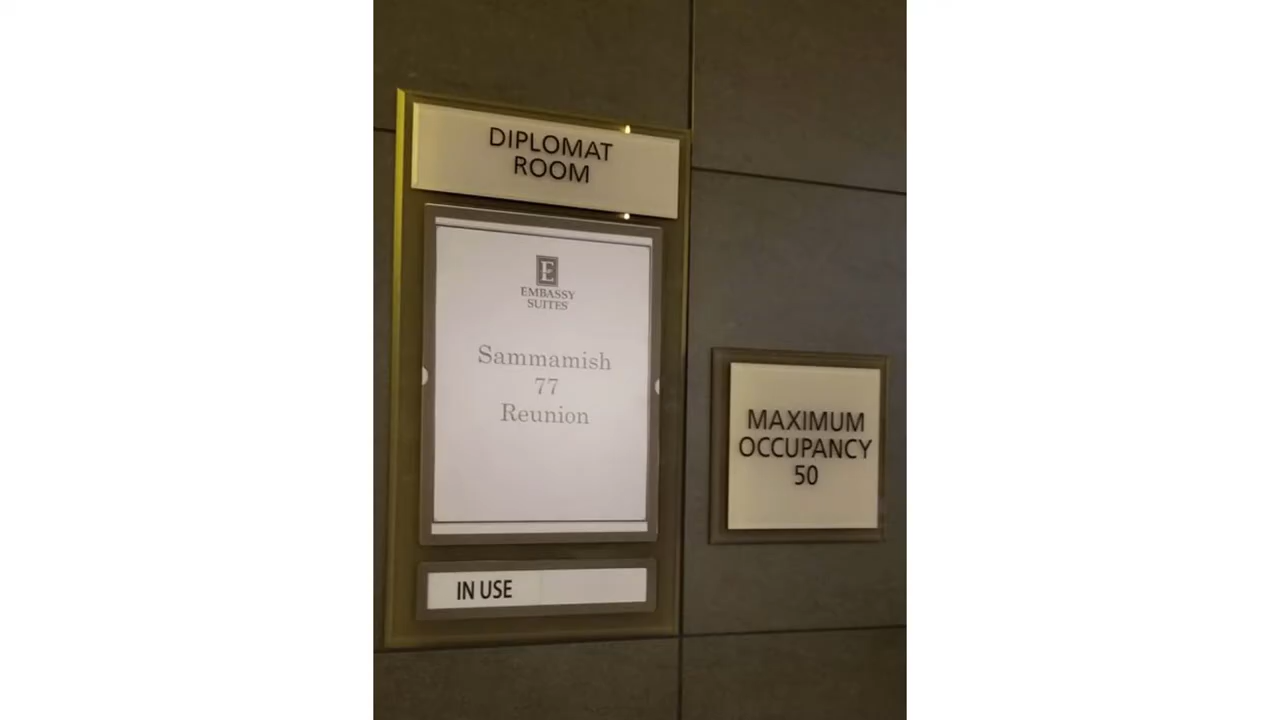 DIPLOMAT
ROOM
E
EMBASSY
SUITES
Sammamish
77
Reunion
IN USE
MAXIMUM
OCCUPANCY
50